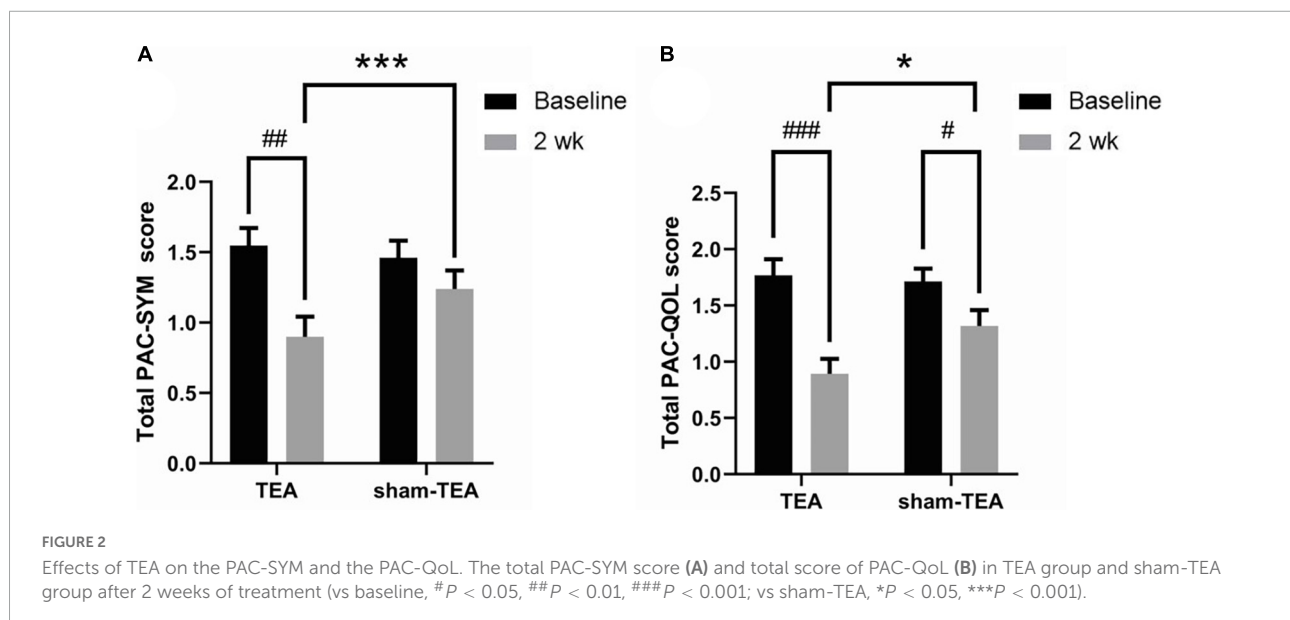 A
***
Baseline
2 wk
##
Total PAC-SYM score
2.0
1.5
1.0
0.5
0.0
TEA
sham-TEA
B
*
Baseline
2 wk
###
#
Total PAC-QOL score
2.5
2.0
1.5
1.0
0.5
0.0
TEA
sham-TEA
FIGURE 2
Effects of TEA on the PAC-SYM and the PAC-QoL. The total PAC-SYM score (A) and total score of PAC-QoL (B) in TEA group and sham-TEA
group after 2 weeks of treatment (vs baseline, #P < 0.05, ##P < 0.01, ###P < 0.001; vs sham-TEA, *P < 0.05, ***P < 0.001).